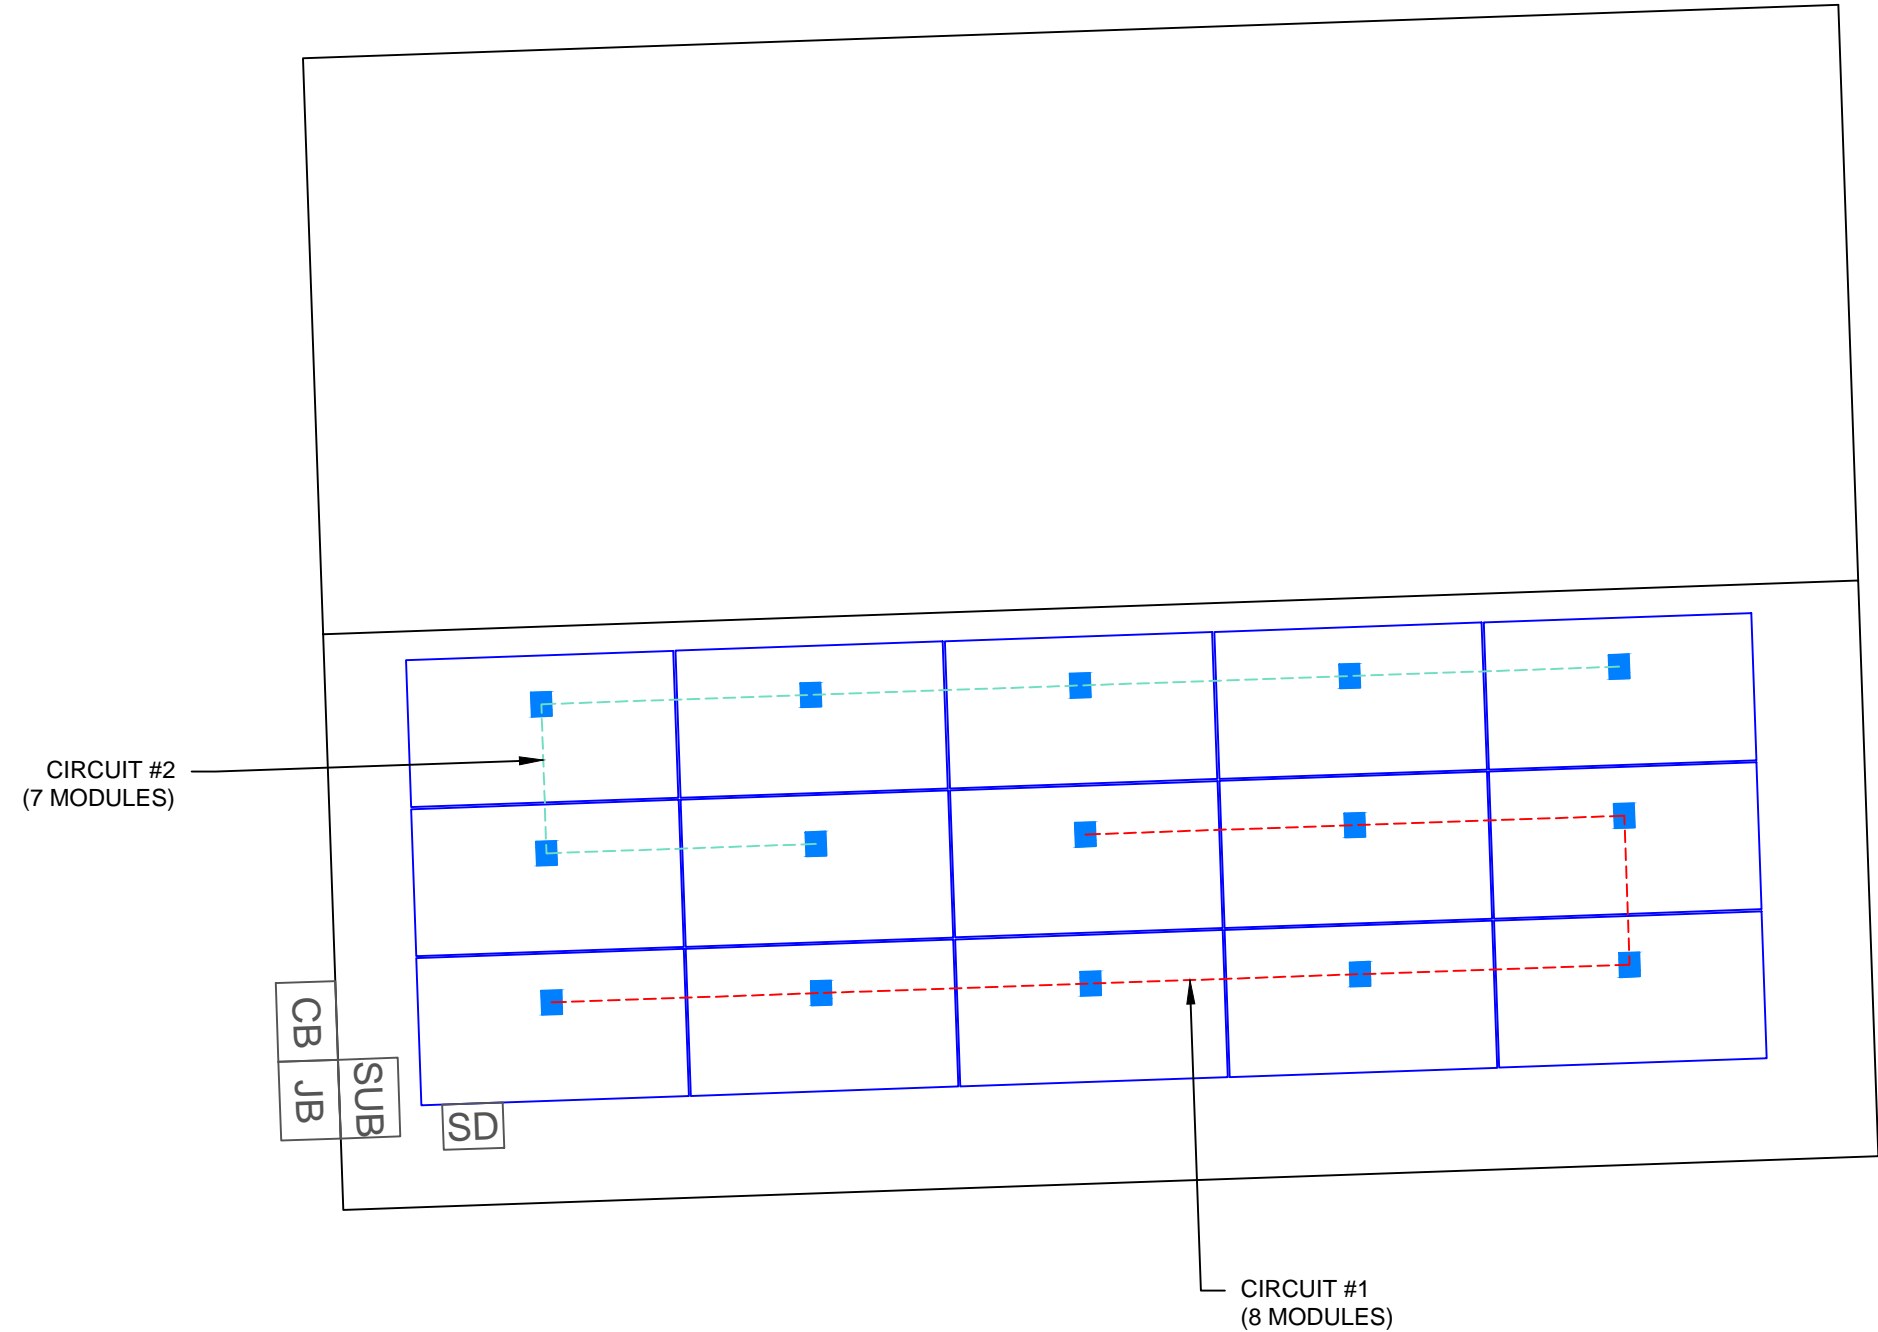 CIRCUIT #2
(7 MODULES)
CB
JB
SUB
SD
CIRCUIT #1
(8 MODULES)